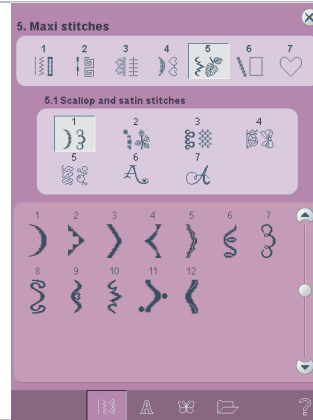 5. Maxi stitches
1 2 3 4 5 6 7
5.1 Scallop and satin stitches
1 2 3 4
5 6 7
1 2 3 4 5 6 7
8 9 10 11 12
A ?